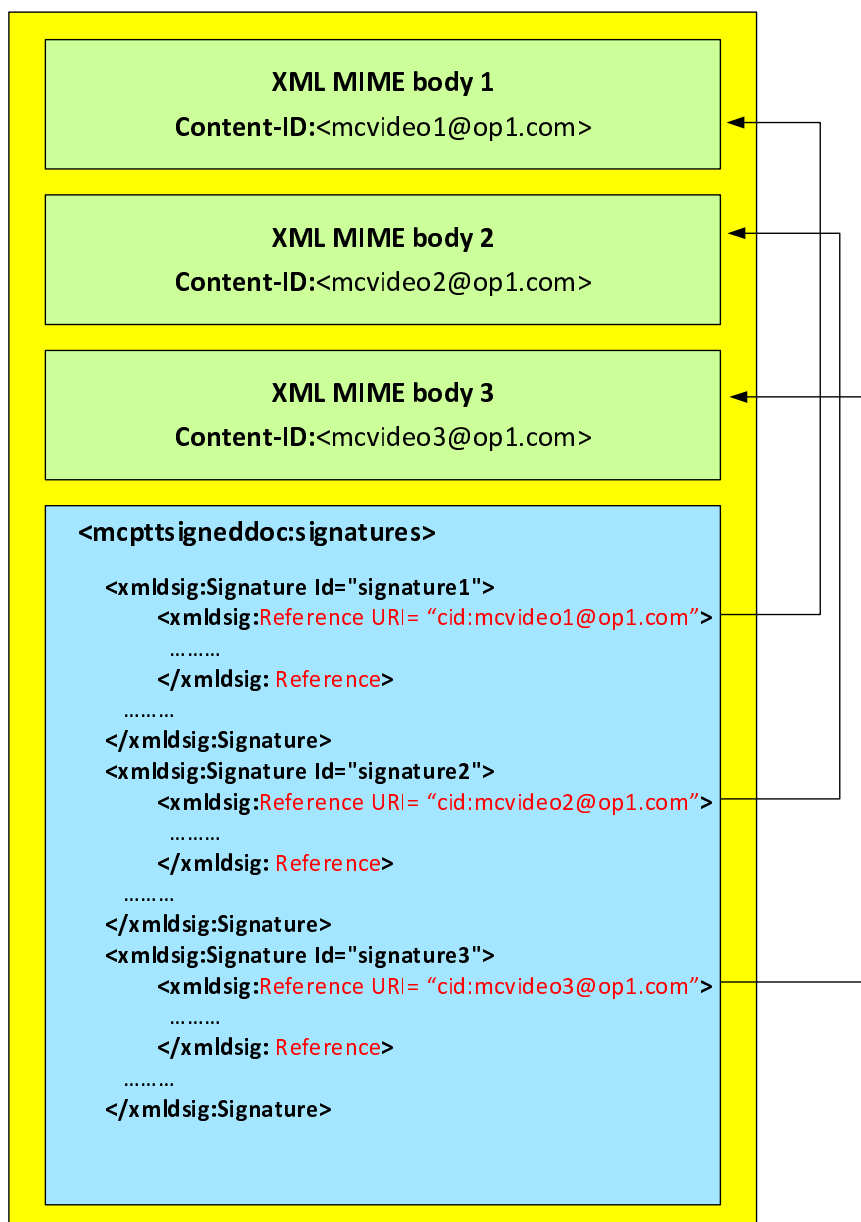 XML MIME body 1
Content-ID:<mcvideo1@op1.com>
XML MIME body 2
Content-ID:<mcvideo2@op1.com>
XML MIME body 3
Content-ID:<mcvideo3@op1.com>
<mcpttsigneddoc:signatures>
<xmldsig:Signature Id="signature1">
<xmldsig:Reference URI= “cid:mcvideo1@op1.com”>
………
</xmldsig: Reference>
………
</xmldsig:Signature>
<xmldsig:Signature Id="signature2">
<xmldsig:Reference URI= “cid:mcvideo2@op1.com”>
………
</xmldsig: Reference>
………
</xmldsig:Signature>
<xmldsig:Signature Id="signature3">
<xmldsig:Reference URI= “cid:mcvideo3@op1.com”>
………
</xmldsig: Reference>
………
</xmldsig:Signature>